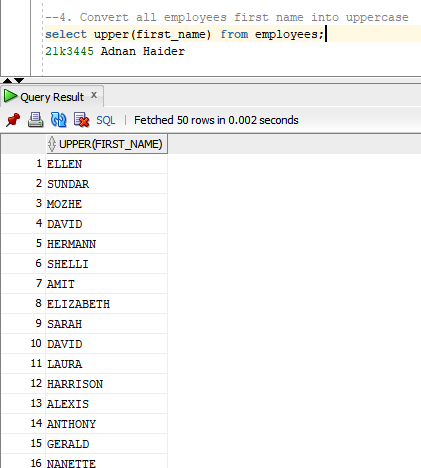 --4. Convert all employees first name into uppercase
select upper(first_name) from employees;
21k3445 Adnan Haider
Query Result x
SQL | Fetched 50 rows in 0.002 seconds
UPPER(FIRST_NAME)
1 ELLEN
2 SUNDAR
3 MOZHE
4 DAVID
5 HERMANN
6 SHELLI
7 AMIT
8 ELIZABETH
9 SARAH
10 DAVID
11 LAURA
12 HARRISON
13 ALEXIS
14 ANTHONY
15 GERALD
16 NANETTE